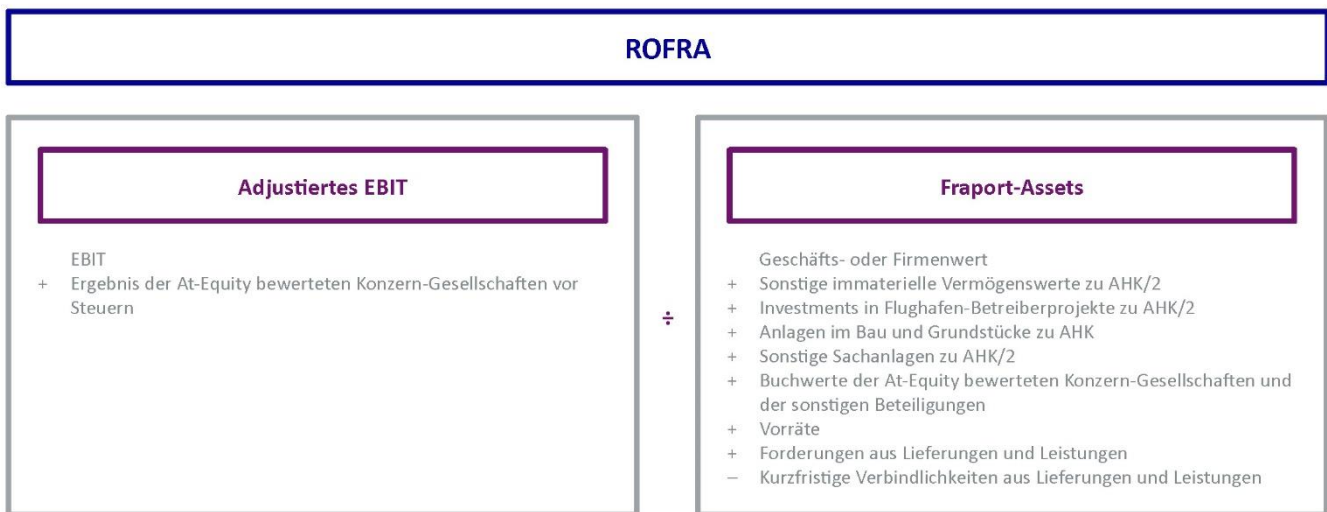 ROFRA
Adjustiertes EBIT
EBIT
+ Ergebnis der At-Equity bewerteten Konzern-Gesellschaften vor
Steuern
÷
Fraport-Assets
Geschäfts- oder Firmenwert
+ Sonstige immaterielle Vermögenswerte zu AHK/2
+ Investments in Flughafen-Betreiberprojekte zu AHK/2
+ Anlagen im Bau und Grundstücke zu AHK
+ Sonstige Sachanlagen zu AHK/2
+ Buchwerte der At-Equity bewerteten Konzern-Gesellschaften und
der sonstigen Beteiligungen
+ Vorräte
+ Forderungen aus Lieferungen und Leistungen
– Kurzfristige Verbindlichkeiten aus Lieferungen und Leistungen